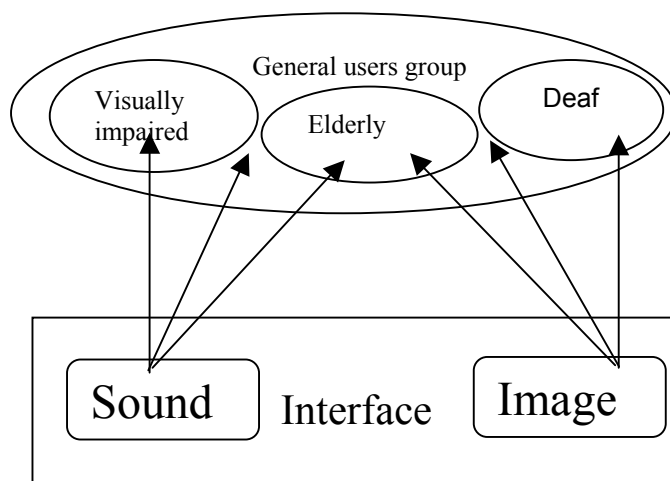 General users group
Visually
impaired
Elderly
Deaf
Sound
Interface
Image